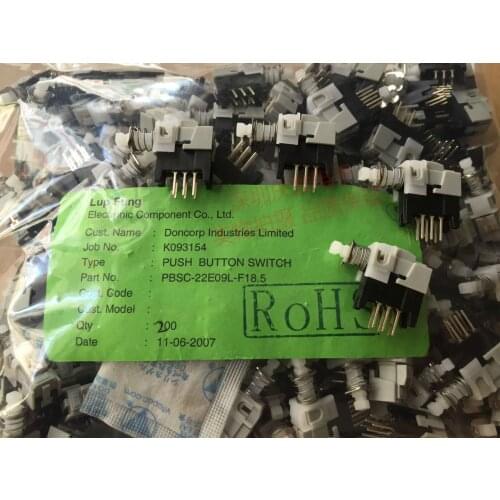 Lup Fung
Electronic Component Co., Ltd.
Cust. Name : Doncorp Industries Limited
Job No. : K093154
Type : PUSH BUTTON SWITCH
Part No. : PBSC-22E09L-F18.5
Cust. Code :
Cust. Model :
Qty : 200
Date : 11-06-2007
RoHS